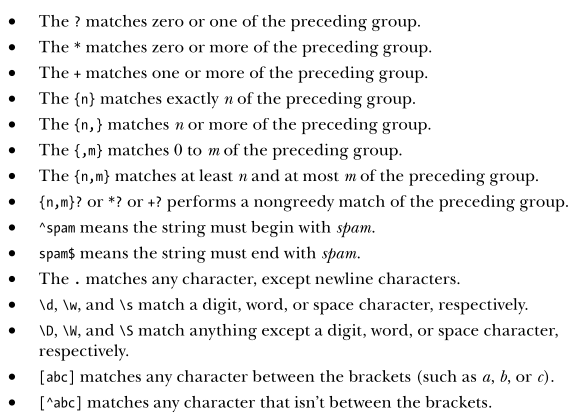 • The ? matches zero or one of the preceding group.
• The * matches zero or more of the preceding group.
• The + matches one or more of the preceding group.
• The {n} matches exactly n of the preceding group.
• The {n,} matches n or more of the preceding group.
• The {,m} matches 0 to m of the preceding group.
• The {n,m} matches at least n and at most m of the preceding group.
• {n,m}? or *? or +? performs a nongreedy match of the preceding group.
• ^spam means the string must begin with spam.
• spam$ means the string must end with spam.
• The . matches any character, except newline characters.
• \d, \w, and \s match a digit, word, or space character, respectively.
• \D, \W, and \S match anything except a digit, word, or space character,
respectively.
• [abc] matches any character between the brackets (such as a, b, or c).
• [^abc] matches any character that isn’t between the brackets.